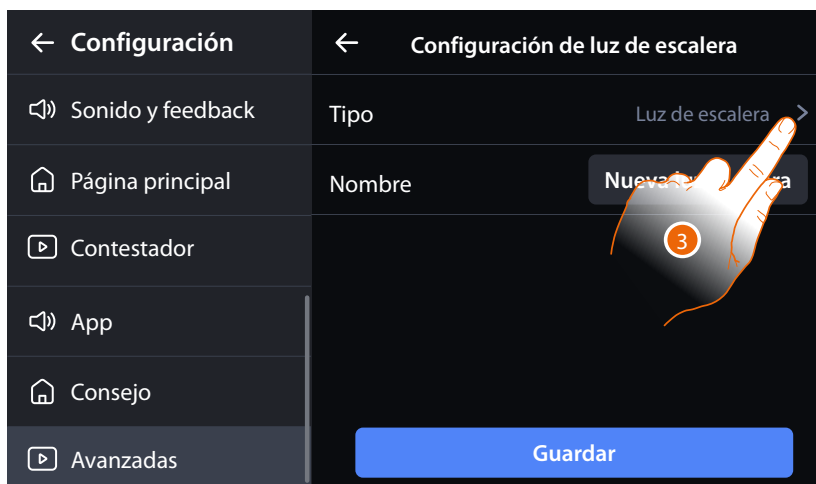 Configuración
Sonido y feedback
Página principal
Contestador
App
Consejo
Avanzadas
Configuración de luz de escalera
Tipo
Luz de escalera
Nombre
3
Guardar